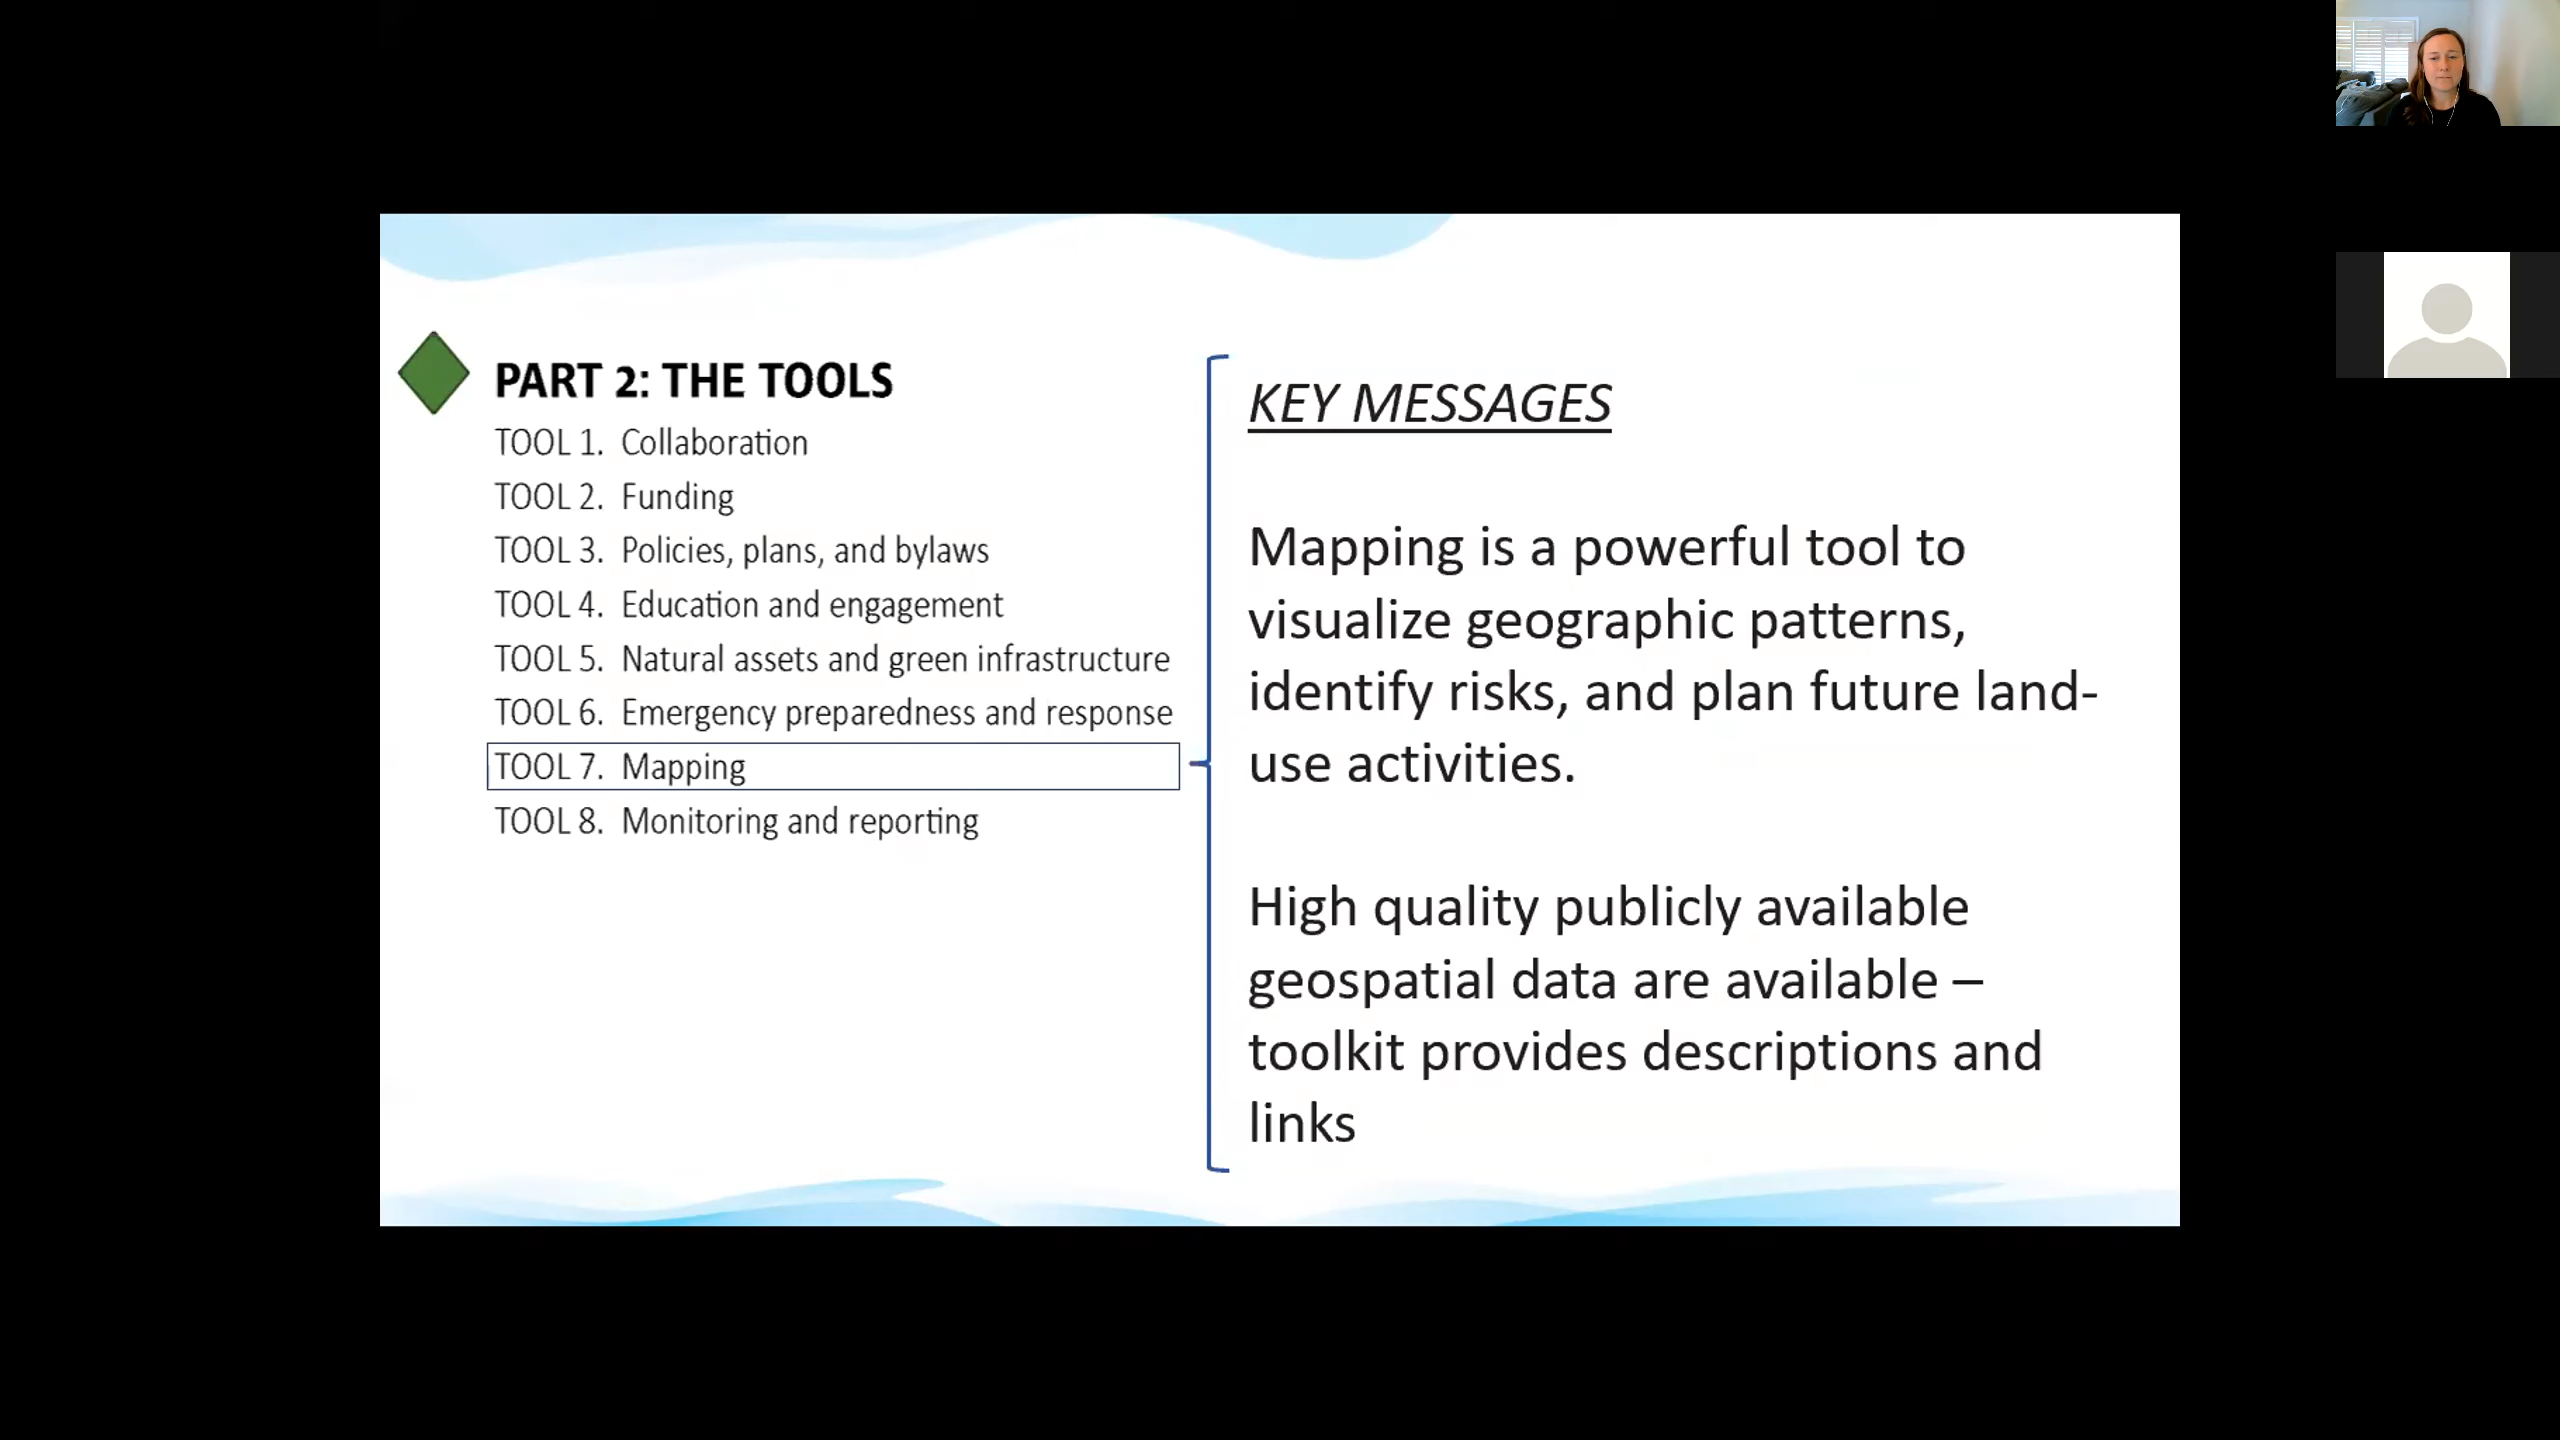 PART 2: THE TOOLS
TOOL 1. Collaboration
TOOL 2. Funding
TOOL 3. Policies, plans, and bylaws
TOOL 4. Education and engagement
TOOL 5. Natural assets and green infrastructure
TOOL 6. Emergency preparedness and response
TOOL 7. Mapping
TOOL 8. Monitoring and reporting
KEY MESSAGES
Mapping is a powerful tool to
visualize geographic patterns,
identify risks, and plan future land-
use activities.
High quality publicly available
geospatial data are available –
toolkit provides descriptions and
links